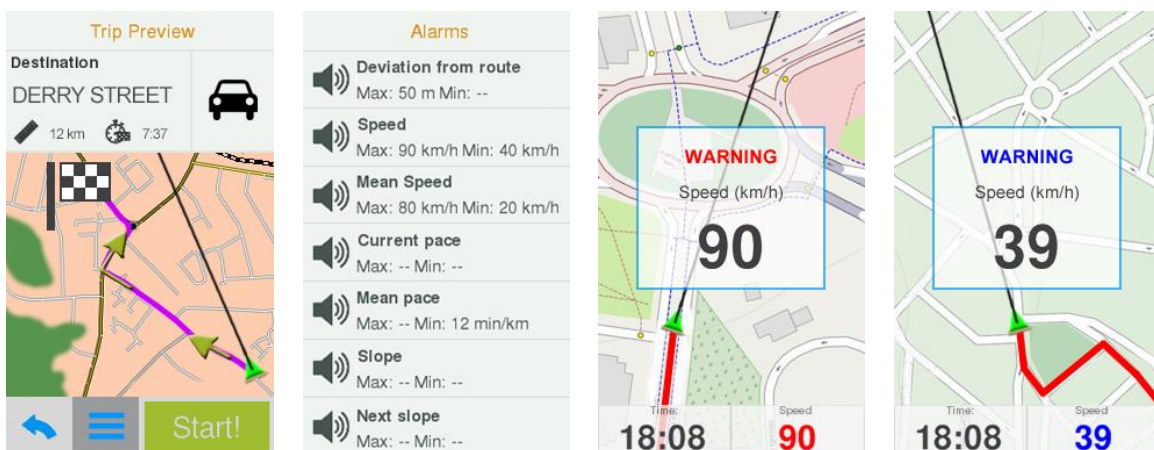 Trip Preview
Destination
DERRY STREET
12 km 7:37
Start!
Alarms
Deviation from route
Max: 50 m Min: --
Speed
Max: 90 km/h Min: 40 km/h
Mean Speed
Max: 80 km/h Min: 20 km/h
Current pace
Max: -- Min: --
Mean pace
Max: -- Min: 12 min/km
Slope
Max: -- Min: --
Next slope
Max: -- Min: --
WARNING
Speed (km/h)
90
Time: Speed
18:08 90
WARNING
Speed (km/h)
39
Time: Speed
18:08 39